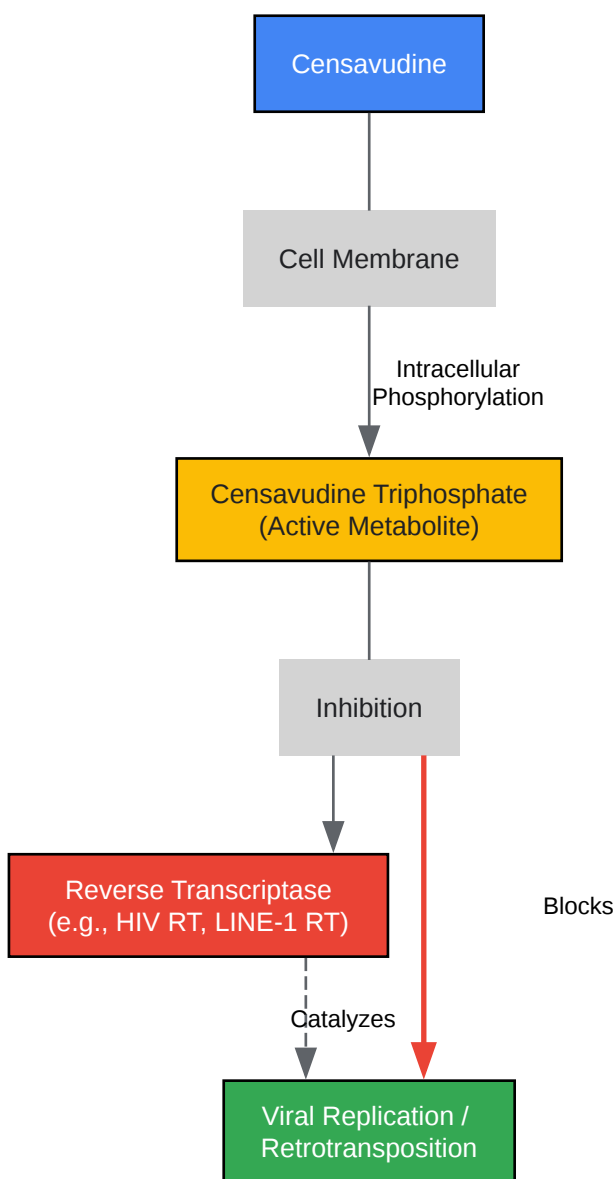 Censavudine
Cell Membrane
Intracellular
Phosphorylation
Censavudine Triphosphate
(Active Metabolite)
Inhibition
Reverse Transcriptase
(e.g., HIV RT, LINE-1 RT)
Blocks
Catalyzes
Viral Replication /
Retrotransposition